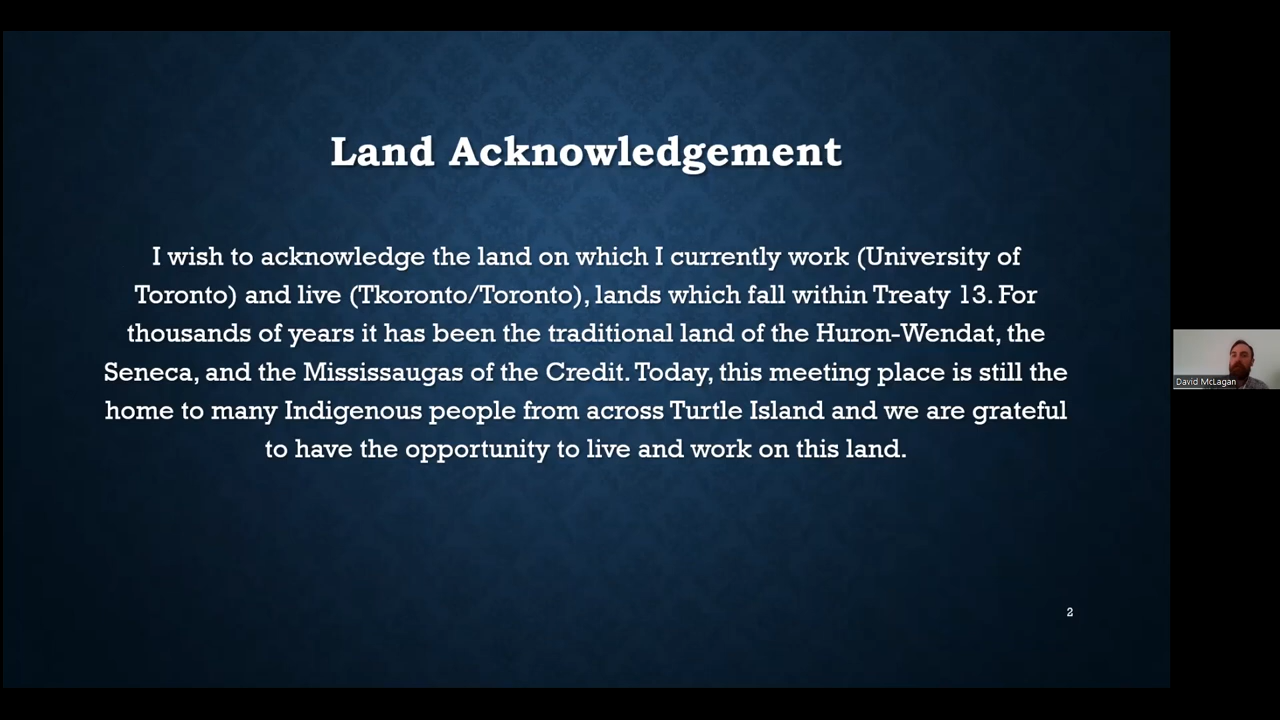 Land Acknowledgement
I wish to acknowledge the land on which I currently work (University of
Toronto) and live (Tkoronto/Toronto), lands which fall within Treaty 13. For
thousands of years it has been the traditional land of the Huron-Wendat, the
Seneca, and the Mississaugas of the Credit. Today, this meeting place is still the
home to many Indigenous people from across Turtle Island and we are grateful
to have the opportunity to live and work on this land.
David McLagan
2